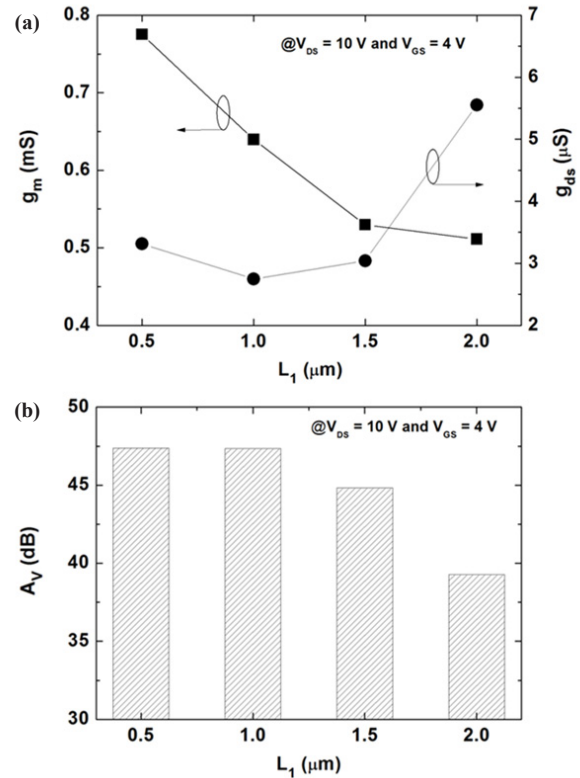 (a)
@V_DS = 10 V and V_GS = 4 V
0.8
0.7
0.6
0.5
0.4
g_m (mS)
7
6
5
4
3
2
g_ds (μS)
0.5 1.0 1.5 2.0
L_1 (μm)
(b)
@V_DS = 10 V and V_GS = 4 V
50
45
40
35
30
A_V (dB)
0.5 1.0 1.5 2.0
L_1 (μm)